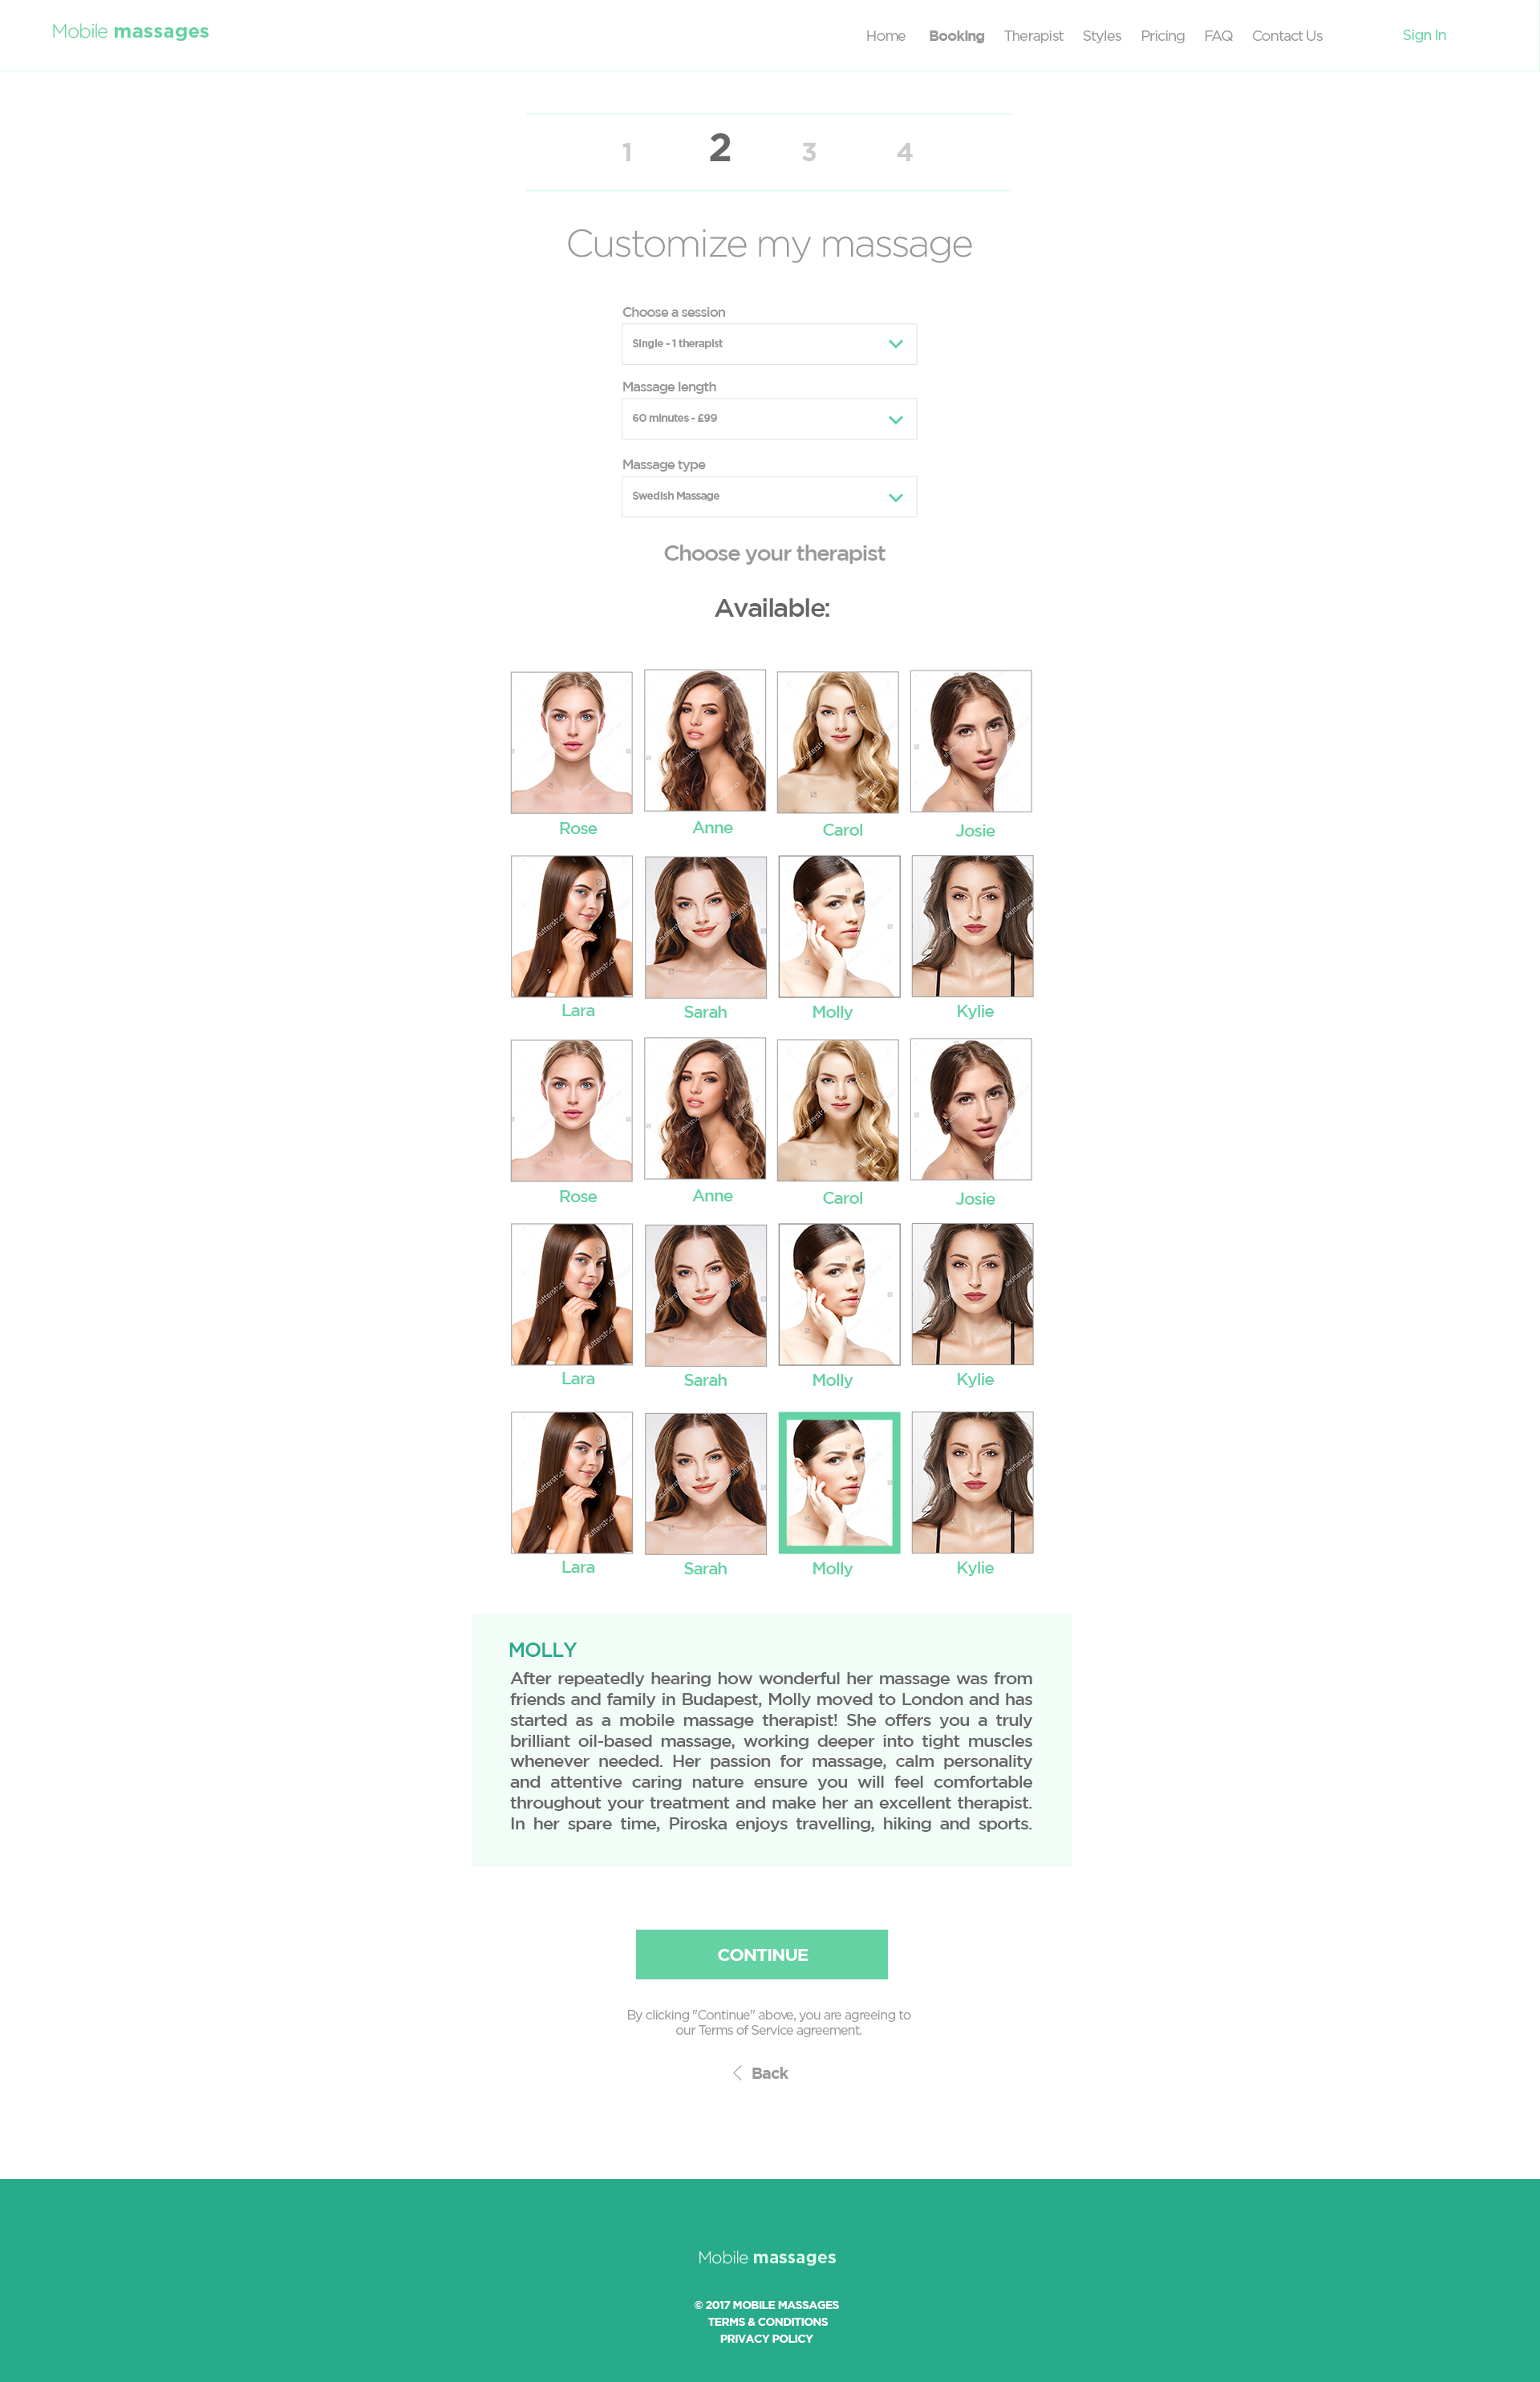 Mobile massages
Home Booking Therapist Styles Pricing FAQ Contact Us Sign In
1 2 3 4
Customize my massage
Choose a session
Single - 1 therapist
Massage length
60 minutes - £99
Massage type
Swedish Massage
Choose your therapist
Available:
Rose Anne Carol Josie
Lara Sarah Molly Kylie
Rose Anne Carol Josie
Lara Sarah Molly Kylie
Lara Sarah Molly Kylie
MOLLY
After repeatedly hearing how wonderful her massage was from
friends and family in Budapest, Molly moved to London and has
started as a mobile massage therapist! She offers you a truly
brilliant oil-based massage, working deeper into tight muscles
whenever needed. Her passion for massage, calm personality
and attentive caring nature ensure you will feel comfortable
throughout your treatment and make her an excellent therapist.
In her spare time, Piroska enjoys travelling, hiking and sports.
CONTINUE
By clicking "Continue" above, you are agreeing to
our Terms of Service agreement.
Back
Mobile massages
© 2017 MOBILE MASSAGES
TERMS & CONDITIONS
PRIVACY POLICY